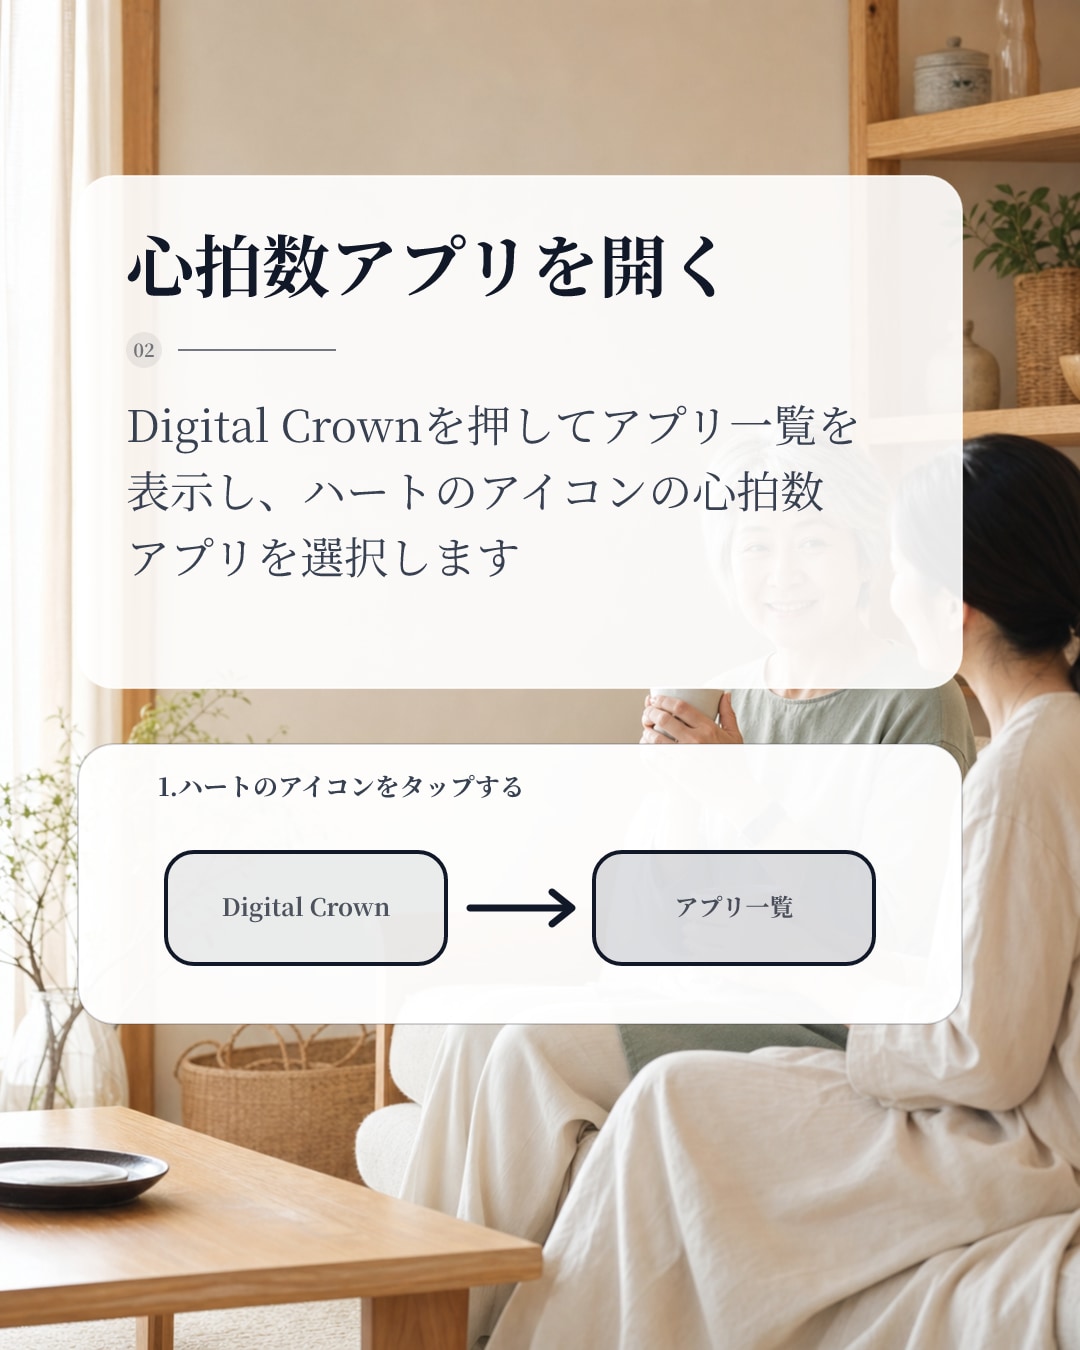 心拍数アプリを開く
02
Digital Crownを押してアプリ一覧を
表示し、ハートのアイコンの心拍数
アプリを選択します
1.ハートのアイコンをタップする
Digital Crown
アプリ一覧